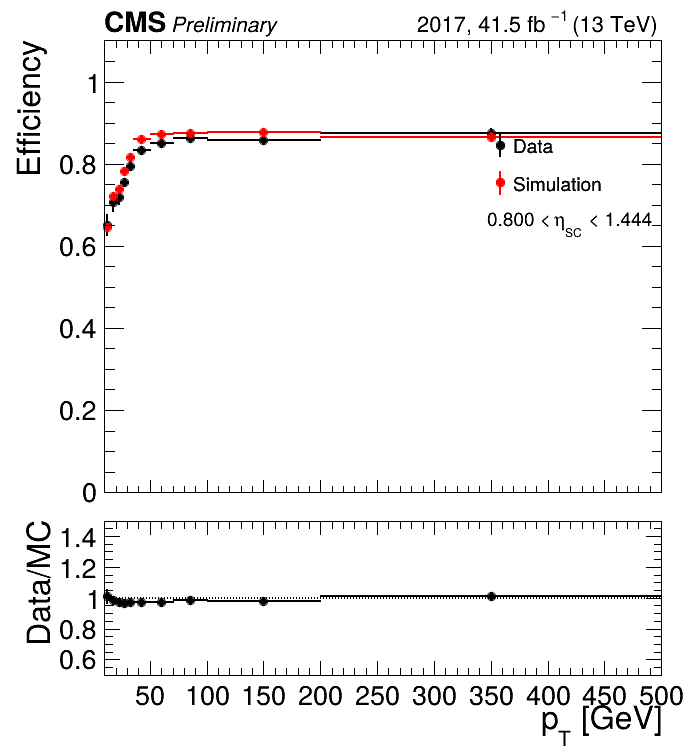 CMS Preliminary 2017, 41.5 fb⁻¹ (13 TeV)
Efficiency
1
0.8
0.6
0.4
0.2
0
Data
Simulation
0.800 < η_SC < 1.444
Data/MC
1.4
1.2
1
0.8
0.6
50 100 150 200 250 300 350 400 450 500
p_T [GeV]